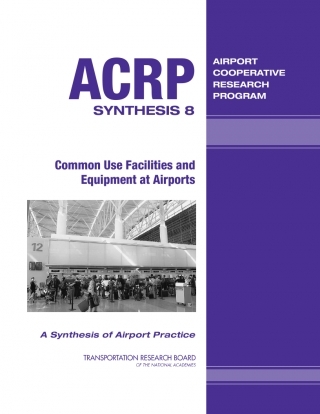 ACRP
SYNTHESIS 8
AIRPORT
COOPERATIVE
RESEARCH
PROGRAM
Common Use Facilities and
Equipment at Airports
12
A Synthesis of Airport Practice
TRANSPORTATION RESEARCH BOARD
OF THE NATIONAL ACADEMIES